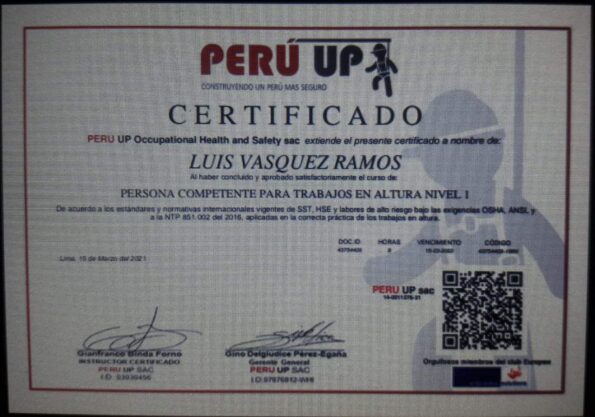 PERÚ UP
CONSTRUYENDO UN PERÚ MAS SEGURO
CERTIFICADO
PERU UP Occupational Health and Safety sac extiende el presente certificado a nombre de:
LUIS VASQUEZ RAMOS
Al haber concluido y aprobado satisfactoriamente el curso de:
PERSONA COMPETENTE PARA TRABAJOS EN ALTURA NIVEL 1
De acuerdo a los estándares y normativas internacionales vigentes de SST, HSE y labores de alto riesgo bajo las exigencias OSHA, ANSI, y
a la NTP 851.002 del 2016, aplicadas en la correcta práctica de los trabajos en altura.
DOC.ID HORAS VENCIMIENTO CÓDIGO
Lima, 15 de Marzo del 2021
PERU UP sac
Gianfranco Binda Forno Gino Delgiudice Pérez-Egaña
INSTRUCTOR CERTIFICADO Gerente General
PERU UP SAC PERU UP SAC
Orgullosos miembros del club Europeo